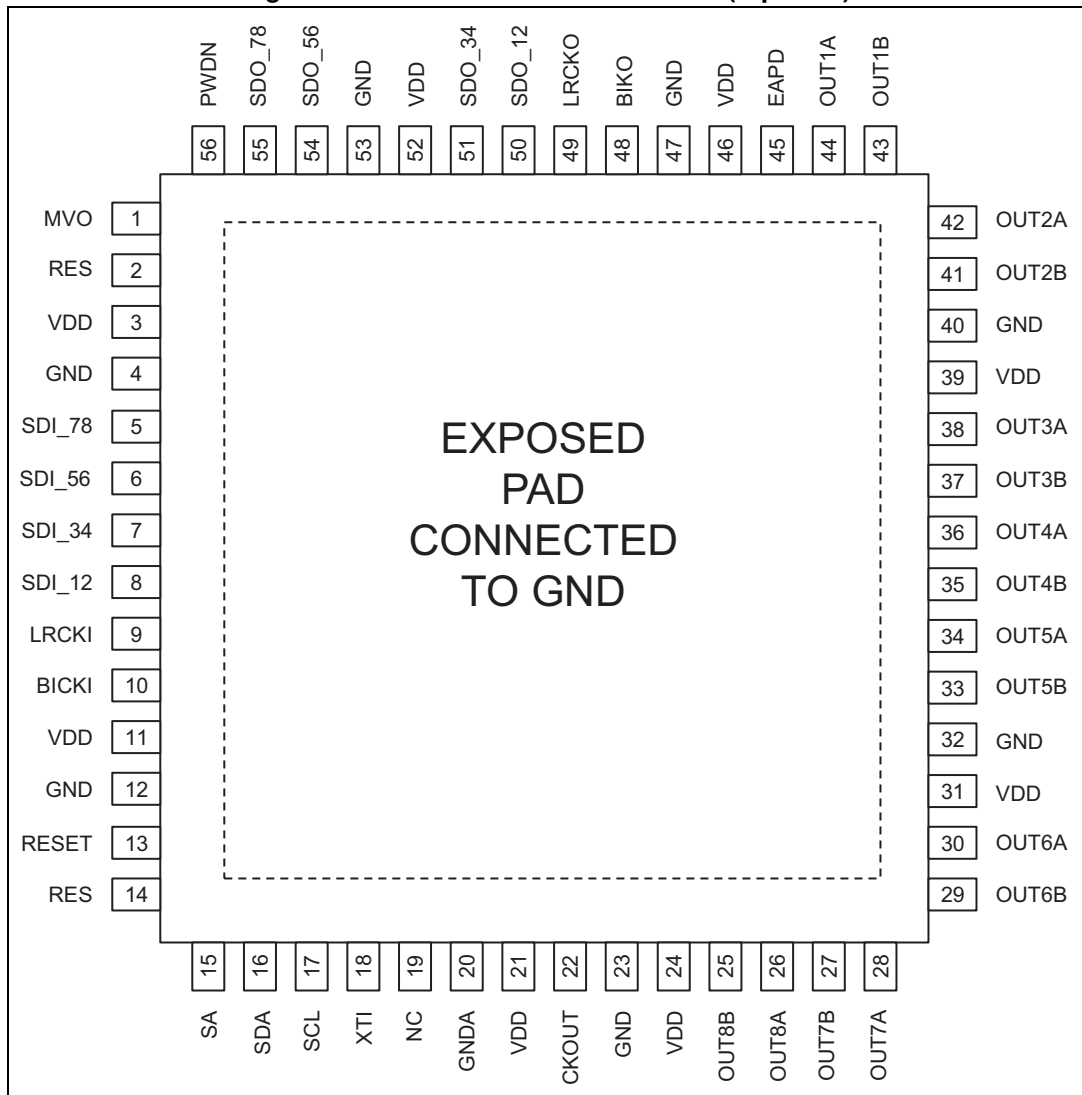 PWDN SDO_78 SDO_56 GND VDD SDO_34 SDO_12 LRCKO BIKO GND VDD EAPD OUT1A OUT1B
56 55 54 53 52 51 50 49 48 47 46 45 44 43
MVO 1
RES 2
VDD 3
GND 4
SDI_78 5
SDI_56 6
SDI_34 7
SDI_12 8
LRCKI 9
BICKI 10
VDD 11
GND 12
RESET 13
RES 14
EXPOSED
PAD
CONNECTED
TO GND
42 OUT2A
41 OUT2B
40 GND
39 VDD
38 OUT3A
37 OUT3B
36 OUT4A
35 OUT4B
34 OUT5A
33 OUT5B
32 GND
31 VDD
30 OUT6A
29 OUT6B
15 16 17 18 19 20 21 22 23 24 25 26 27 28
SA SDA SCL XTI NC GNDA VDD CKOUT GND VDD OUT8B OUT8A OUT7B OUT7A